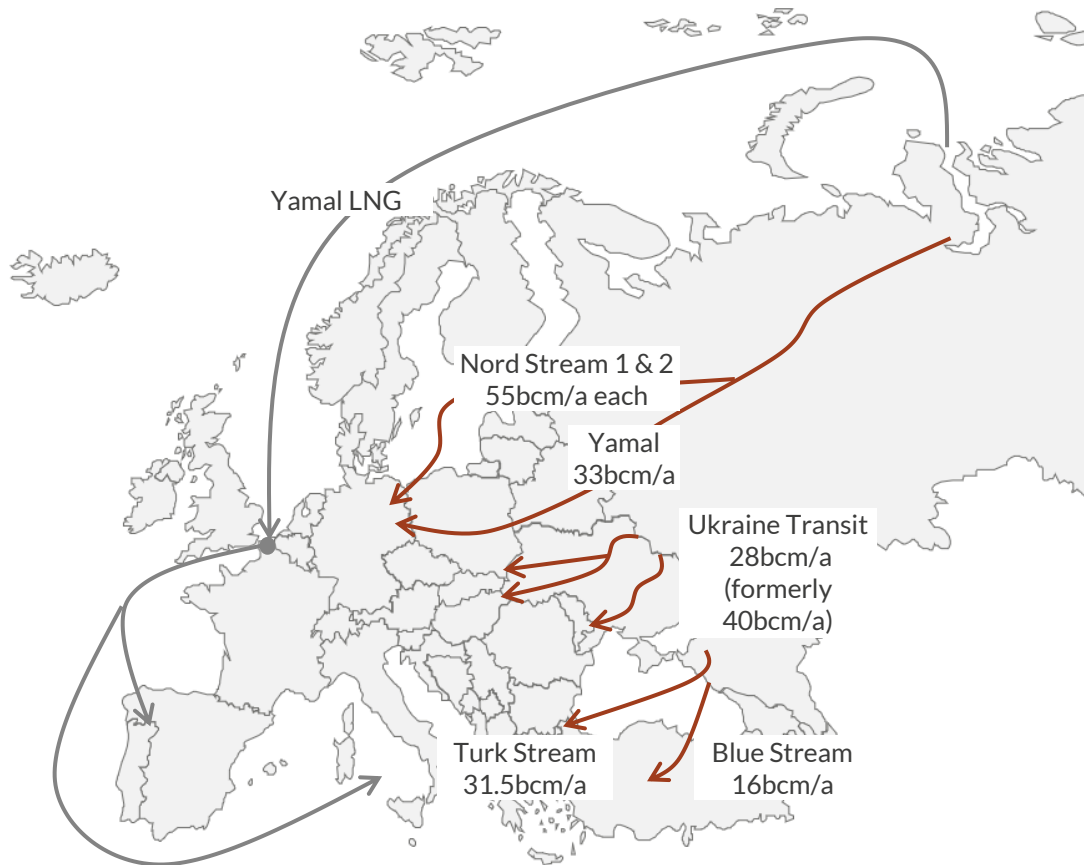 Yamal LNG
Nord Stream 1 & 2
55bcm/a each
Yamal
33bcm/a
Ukraine Transit
28bcm/a
(formerly
40bcm/a)
Turk Stream
31.5bcm/a
Blue Stream
16bcm/a